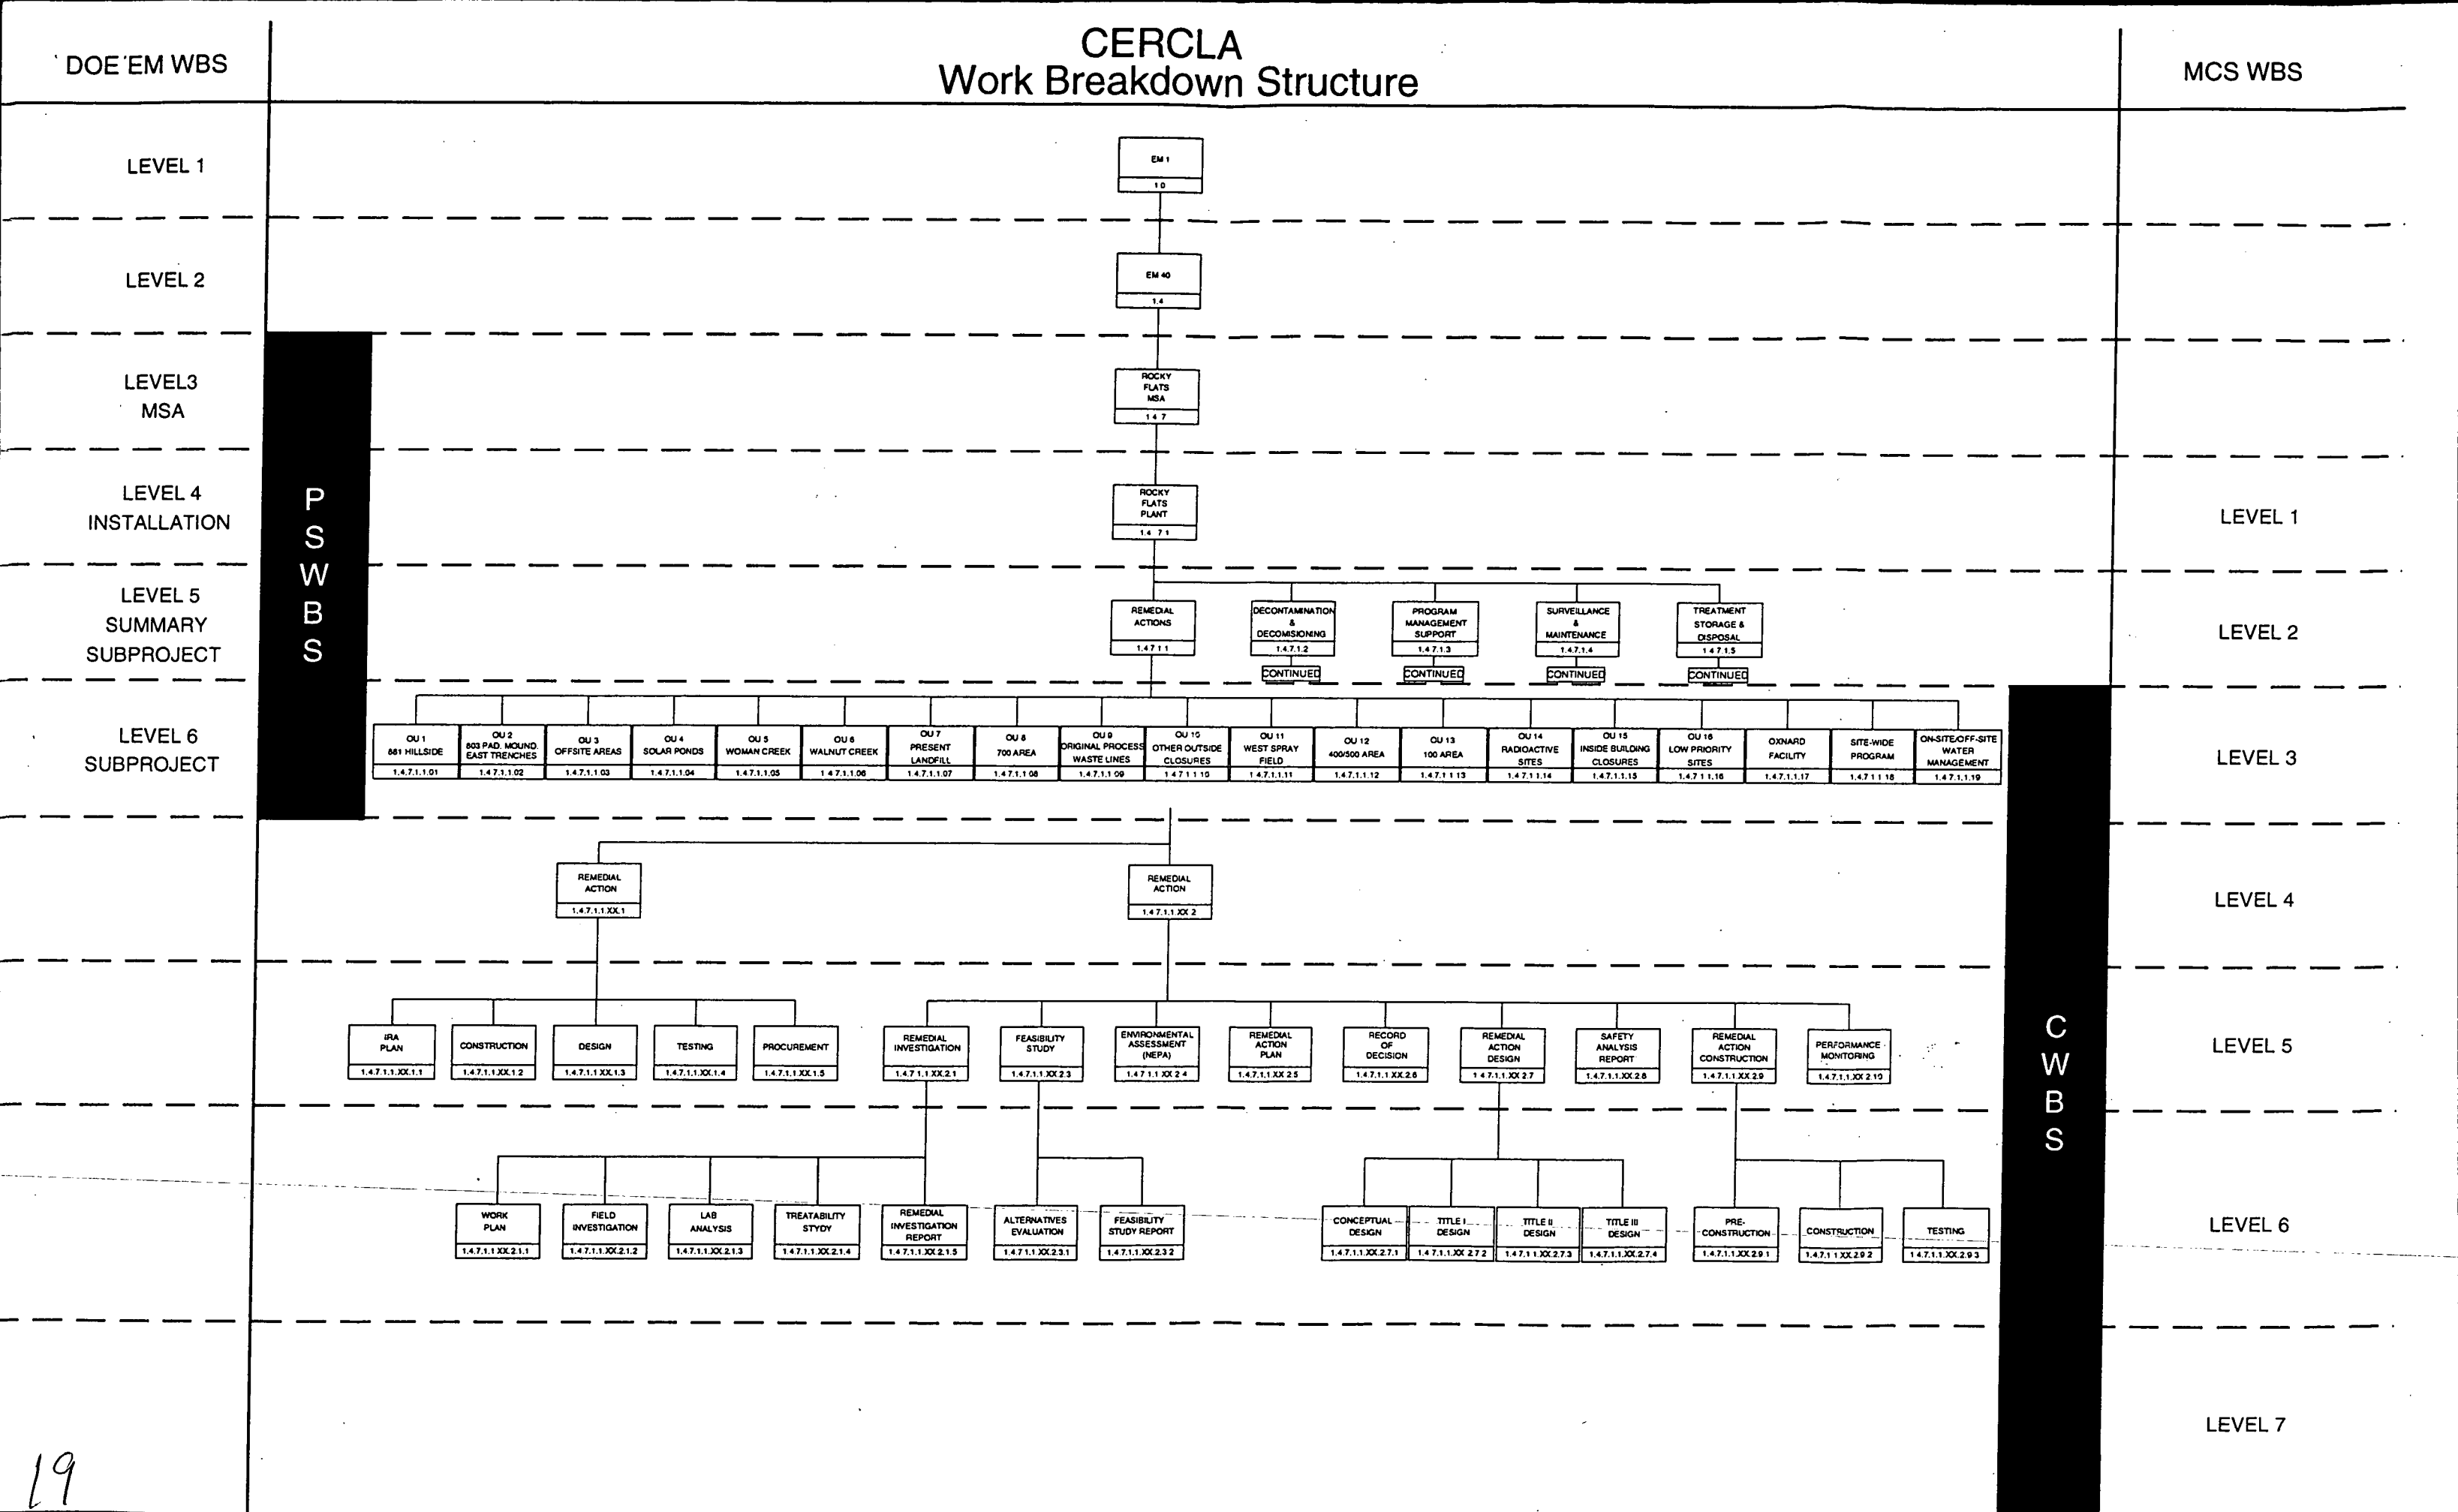 DOE EM WBS
CERCLA
Work Breakdown Structure
MCS WBS
LEVEL 1
EM 1
1 0
LEVEL 2
EM 40
1.4
LEVEL3
MSA
ROCKY
FLATS
MSA
1 4 7
LEVEL 4
INSTALLATION
ROCKY
FLATS
PLANT
1.4 7 1
LEVEL 1
P
S
W
B
S
LEVEL 5
SUMMARY
SUBPROJECT
REMEDIAL
ACTIONS
1.4 7 1 1
DECONTAMINATION
&
DECOMISIONING
1.4.7.1.2
CONTINUED
PROGRAM
MANAGEMENT
SUPPORT
1.4 7.1.3
CONTINUED
SURVEILLANCE
&
MAINTENANCE
1.4.7.1.4
CONTINUED
TREATMENT
STORAGE &
DISPOSAL
1 4 7 1.5
CONTINUED
LEVEL 2
LEVEL 6
SUBPROJECT
OU 1
881 HILLSIDE
1.4.7.1.1.01
OU 2
903 PAD, MOUND,
EAST TRENCHES
1.4 7.1.1.02
OU 3
OFFSITE AREAS
1.4.7.1.1.03
OU 4
SOLAR PONDS
1.4.7.1.1.04
OU 5
WOMAN CREEK
1.4.7.1.1.05
OU 6
WALNUT CREEK
1 4 7.1.1.06
OU 7
PRESENT
LANDFILL
1.4.7.1.1.07
OU 8
700 AREA
1.4.7.1.1 08
OU 9
ORIGINAL PROCESS
WASTE LINES
1.4.7.1.1 09
OU 10
OTHER OUTSIDE
CLOSURES
1 4 7 1 1 10
OU 11
WEST SPRAY
FIELD
1 4.7.1.1.11
OU 12
400/500 AREA
1.4.7.1.1.12
OU 13
100 AREA
1.4.7.1 1 13
OU 14
RADIOACTIVE
SITES
1.4.7.1 1.14
OU 15
INSIDE BUILDING
CLOSURES
1.4.7.1.1.15
OU 16
LOW PRIORITY
SITES
1.4.7 1 1.16
OXNARD
FACILITY
1.4.7.1.1.17
SITE-WIDE
PROGRAM
1.4.7 1 1 18
ON-SITE/OFF-SITE
WATER
MANAGEMENT
1.4 7.1.1.19
LEVEL 3
REMEDIAL
ACTION
1.4.7.1.1.XX.1
REMEDIAL
ACTION
1.4 7.1.1.XX 2
LEVEL 4
IRA
PLAN
1.4.7.1.1.XX.1.1
CONSTRUCTION
1.4.7.1.1 XX.1.2
DESIGN
1.4.7.1.1 XX.1.3
TESTING
1.4.7.1.1.XX.1.4
PROCUREMENT
1.4.7.1.1 XX.1.5
REMEDIAL
INVESTIGATION
1.4.7 1.1 XX.2.1
FEASIBILITY
STUDY
1.4.7.1.1.XX 2.3
ENVIRONMENTAL
ASSESSMENT
(NEPA)
1.4 7 1.1 XX 2 4
REMEDIAL
ACTION
PLAN
1.4.7.1.1.XX 2.5
RECORD
OF
DECISION
1.4.7.1.1 XX.2.6
REMEDIAL
ACTION
DESIGN
1 4.7.1.1.XX 2.7
SAFETY
ANALYSIS
REPORT
1.4.7.1.1.XX.2.8
REMEDIAL
ACTION
CONSTRUCTION
1.4.7.1.1.XX 2.9
PERFORMANCE
MONITORING
1.4.7.1.1.XX 2.10
LEVEL 5
C
W
B
S
WORK
PLAN
1.4.7.1.1 XX.2.1.1
FIELD
INVESTIGATION
1.4.7.1.1.XX.2.1.2
LAB
ANALYSIS
1.4.7.1.1.XX.2.1.3
TREATABILITY
STYDY
1.4.7.1.1.XX.2.1.4
REMEDIAL
INVESTIGATION
REPORT
1 4.7.1.1.XX 2.1.5
ALTERNATIVES
EVALUATION
1.4 7 1.1.XX.2.3.1
FEASIBILITY
STUDY REPORT
1.4.7.1.1.XX.2.3 2
CONCEPTUAL
DESIGN
1.4.7.1.1.XX.2.7.1
TITLE I
DESIGN
1 4.7.1.1.XX 2 7 2
TITLE II
DESIGN
1.4.7.1 1.XX.2.7.3
TITLE III
DESIGN
1.4.7.1.1.XX.2.7.4
PRE-
CONSTRUCTION
1.4.7.1.1.XX.2.9 1
CONSTRUCTION
1.4.7.1 1 XX.2.9 2
TESTING
1 4.7.1.1.XX.2.9 3
LEVEL 6
LEVEL 7
19